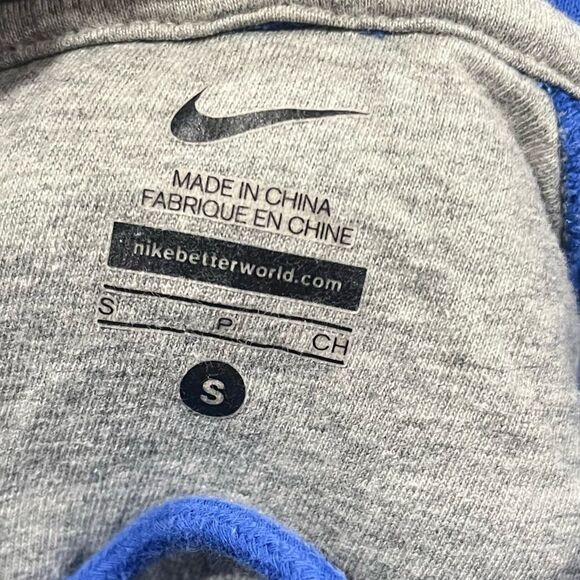 MADE IN CHINA
FABRIQUE EN CHINE
nikebetterworld.com
S P CH
S